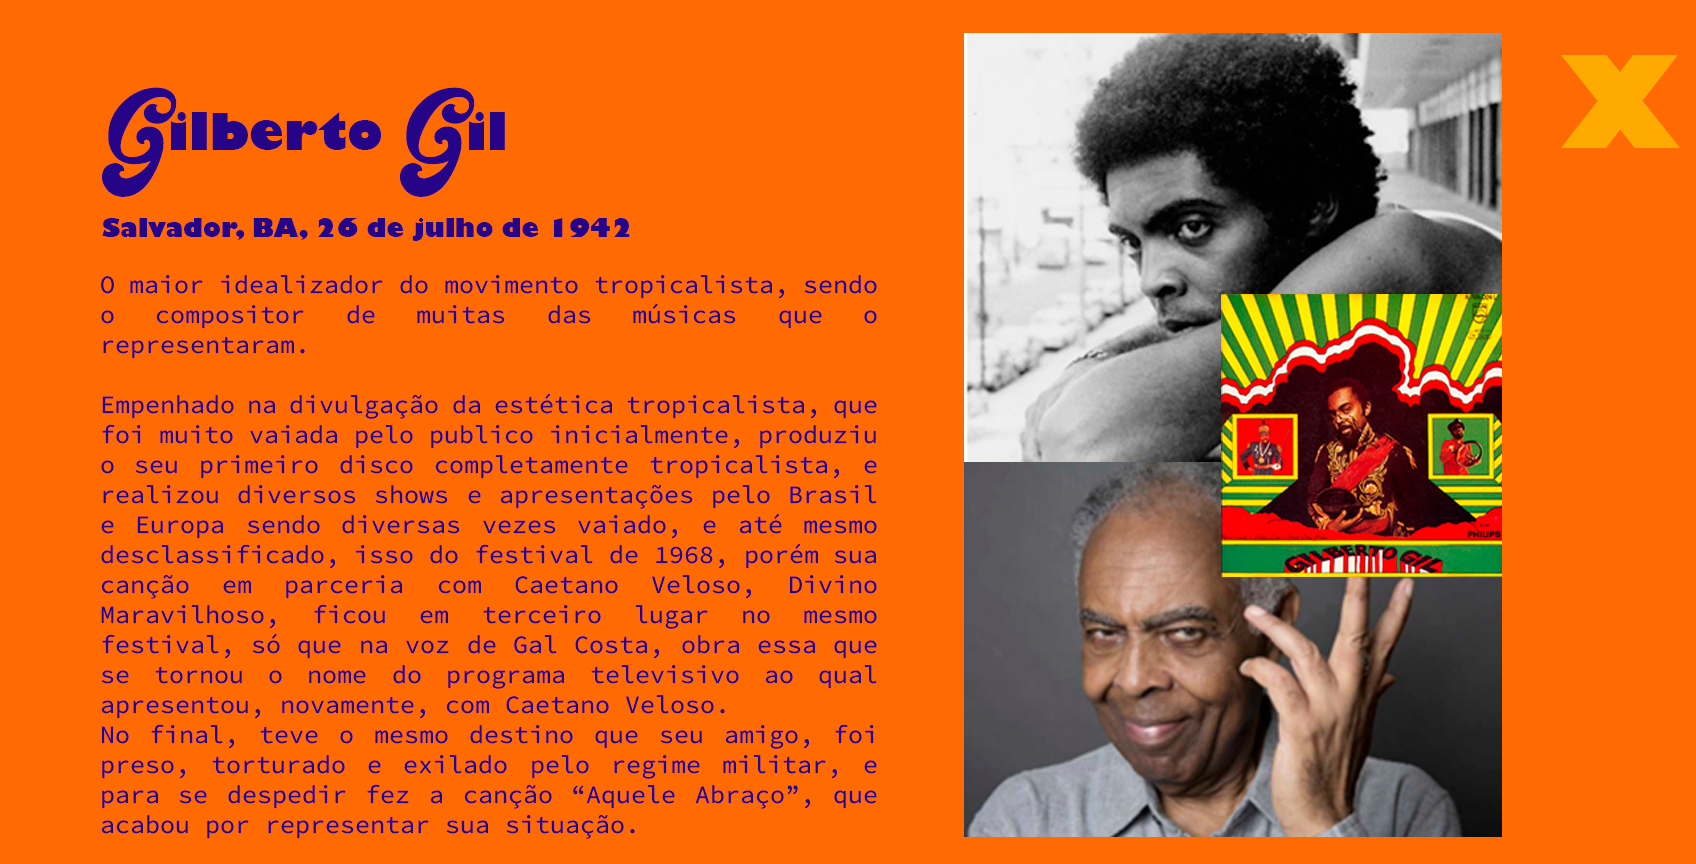 Gilberto Gil
Salvador, BA, 26 de julho de 1942
O maior idealizador do movimento tropicalista, sendo
o compositor de muitas das músicas que o
representaram.
Empenhado na divulgação da estética tropicalista, que
foi muito vaiada pelo publico inicialmente, produziu
o seu primeiro disco completamente tropicalista, e
realizou diversos shows e apresentações pelo Brasil
e Europa sendo diversas vezes vaiado, e até mesmo
desclassificado, isso do festival de 1968, porém sua
canção em parceria com Caetano Veloso, Divino
Maravilhoso, ficou em terceiro lugar no mesmo
festival, só que na voz de Gal Costa, obra essa que
se tornou o nome do programa televisivo ao qual
apresentou, novamente, com Caetano Veloso.
No final, teve o mesmo destino que seu amigo, foi
preso, torturado e exilado pelo regime militar, e
para se despedir fez a canção “Aquele Abraço”, que
acabou por representar sua situação.
X
PHILIPS
GILBERTO GIL